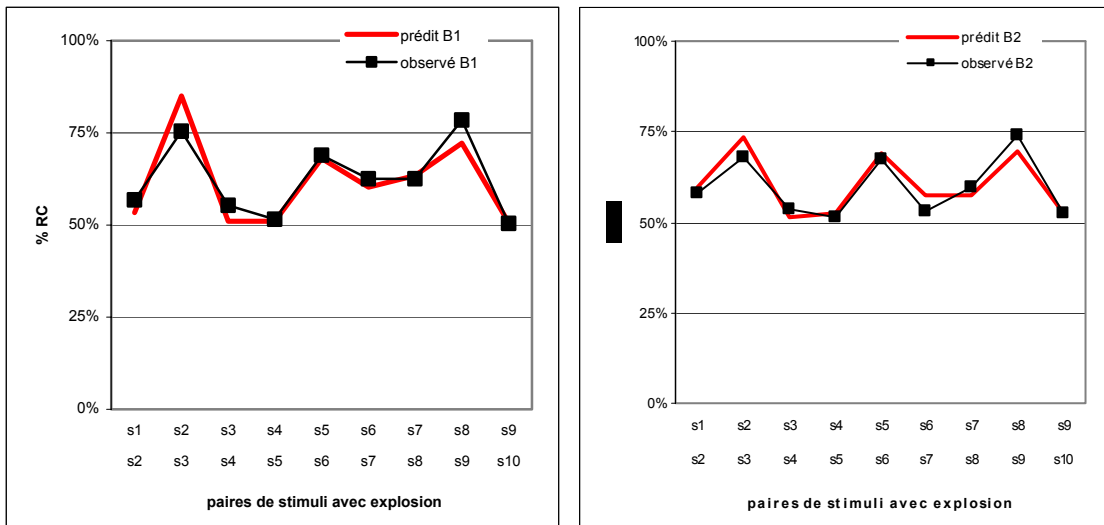 100%
prédit B1
observé B1
75%
50%
25%
0%
% RC
s1 s2 s3 s4 s5 s6 s7 s8 s9
s2 s3 s4 s5 s6 s7 s8 s9 s10
paires de stimuli avec explosion
100%
prédit B2
observé B2
75%
50%
25%
0%
s1 s2 s3 s4 s5 s6 s7 s8 s9
s2 s3 s4 s5 s6 s7 s8 s9 s10
paires de stimuli avec explosion